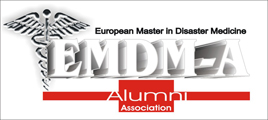 European Master in Disaster Medicine
EMDM-A
Alumni
Association